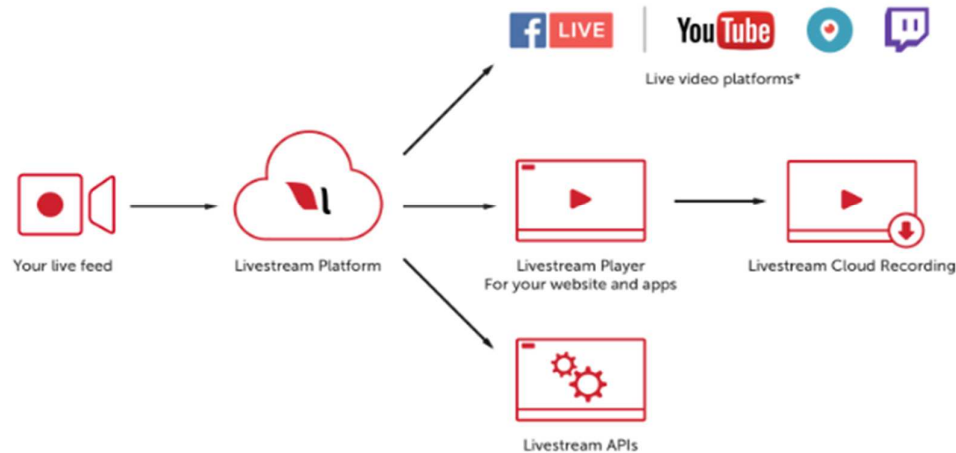 f LIVE
YouTube
Live video platforms*
Your live feed
Livestream Platform
Livestream Player
For your website and apps
Livestream Cloud Recording
Livestream APIs